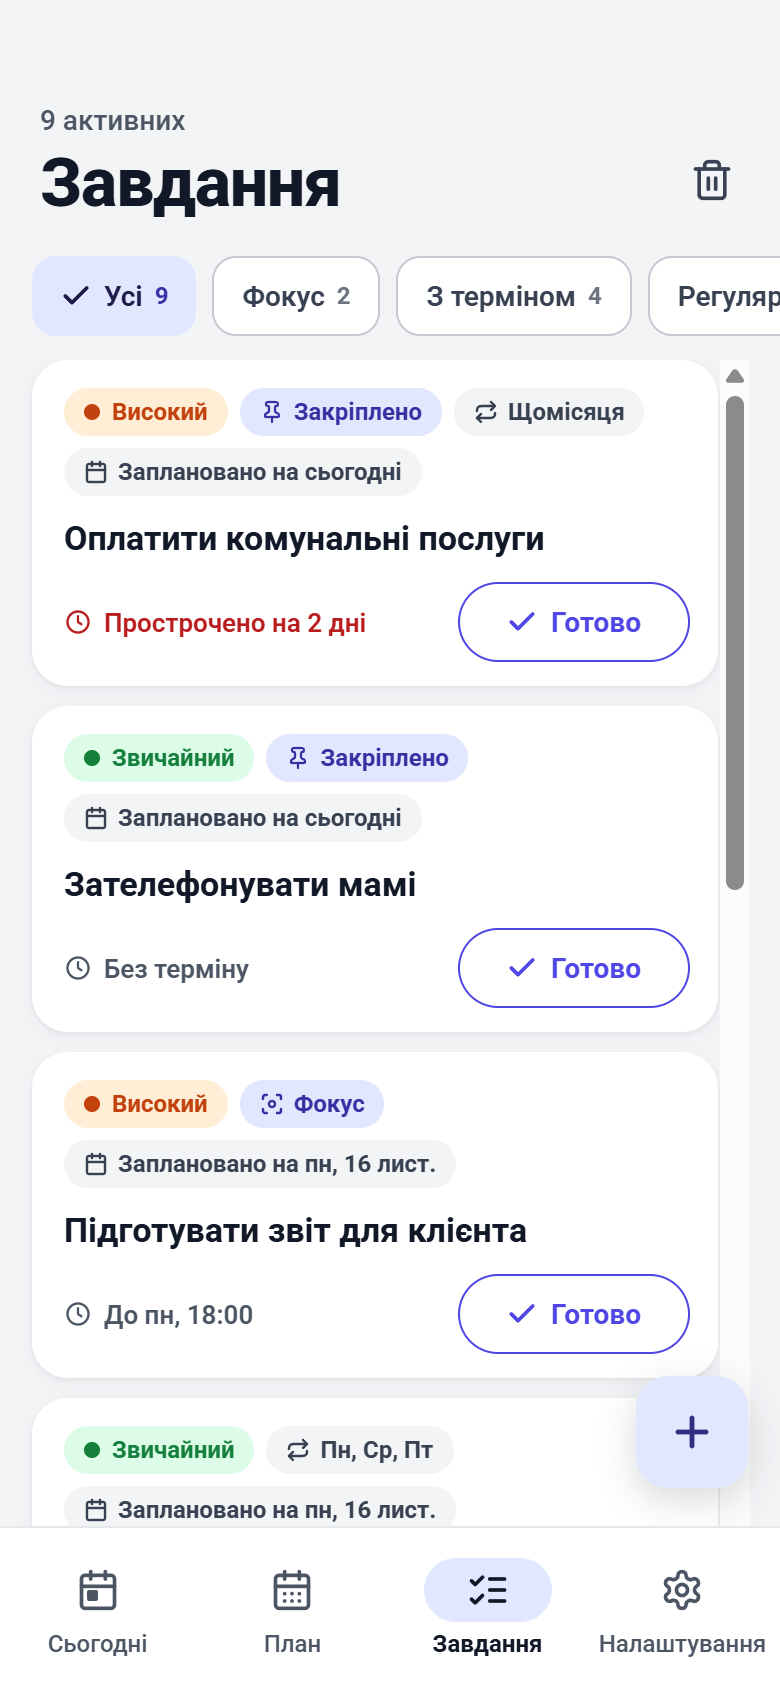 9 активних
Завдання
Усі 9 Фокус 2 З терміном 4 Регуляр
Високий Закріплено Щомісяця
Заплановано на сьогодні
Оплатити комунальні послуги
Прострочено на 2 дні Готово
Звичайний Закріплено
Заплановано на сьогодні
Зателефонувати мамі
Без терміну Готово
Високий Фокус
Заплановано на пн, 16 лист.
Підготувати звіт для клієнта
До пн, 18:00 Готово
Звичайний Пн, Ср, Пт
Заплановано на пн, 16 лист.
Сьогодні План Завдання Налаштування